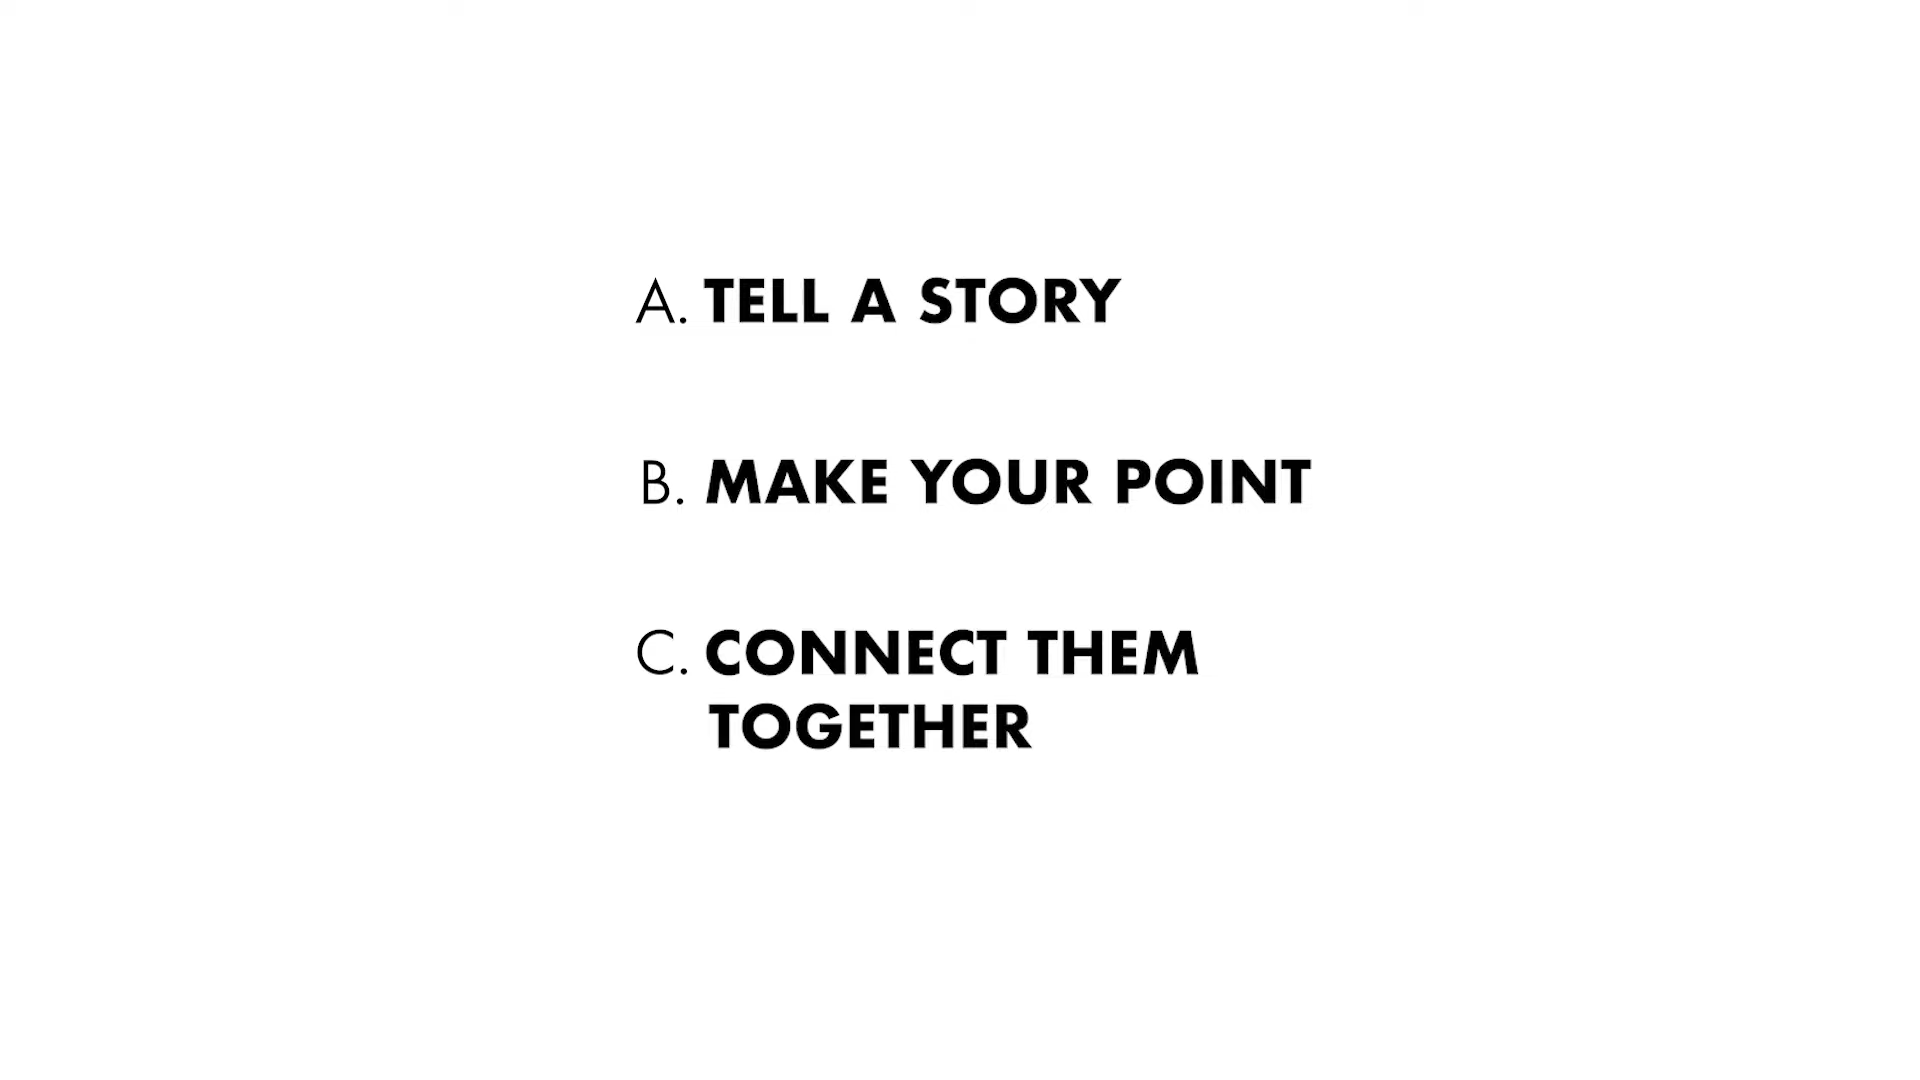 A. TELL A STORY
B. MAKE YOUR POINT
C. CONNECT THEM
TOGETHER